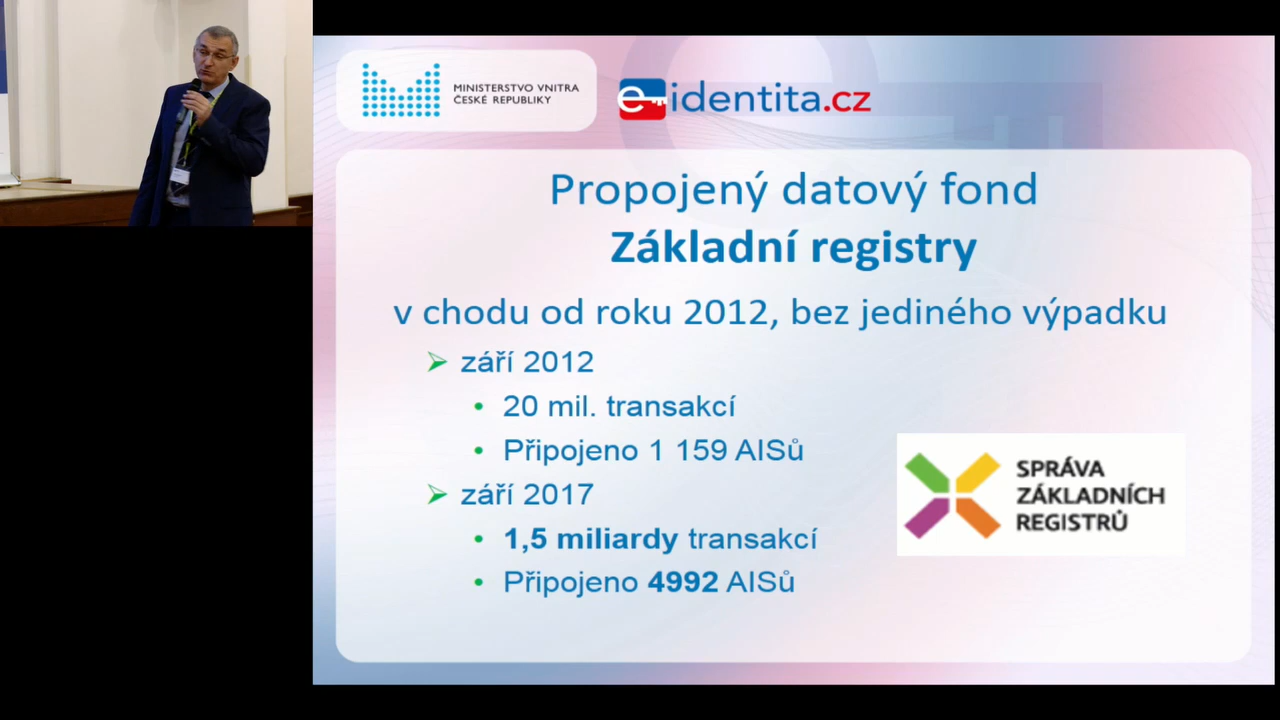 MINISTERSTVO VNITRA
ČESKÉ REPUBLIKY
e-identita.cz
Propojený datový fond
Základní registry
v chodu od roku 2012, bez jediného výpadku
září 2012
20 mil. transakcí
Připojeno 1 159 AISů
září 2017
1,5 miliardy transakcí
Připojeno 4992 AISů
SPRÁVA
ZÁKLADNÍCH
REGISTRŮ